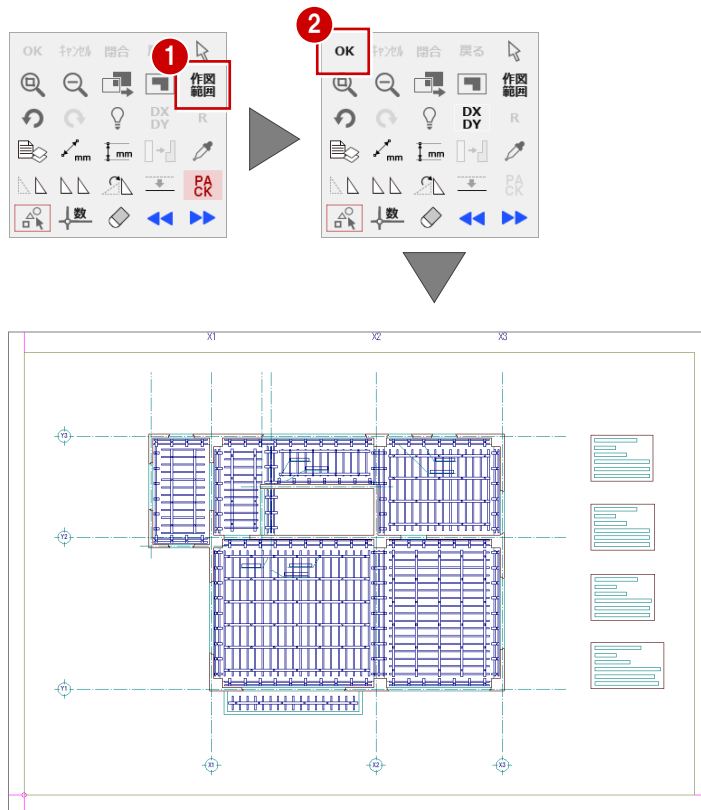 1
OK キャンセル 閉合
作図
範囲
DX
DY
R
mm
mm
PA
CK
数
2
OK キャンセル 閉合 戻る
作図
範囲
DX
DY
R
mm
mm
PA
CK
数
X1 X2 X3
Y3
Y2
Y1
X1 X2 X3